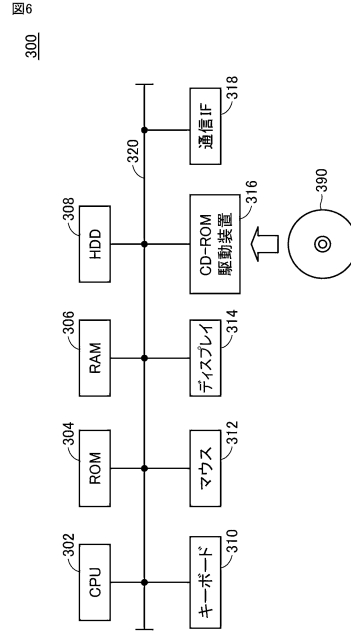 図6
300
302
CPU
304
ROM
306
RAM
308
HDD
320
キーボード
310
マウス
312
ディスプレイ
314
CD-ROM
駆動装置
316
通信IF
318
390